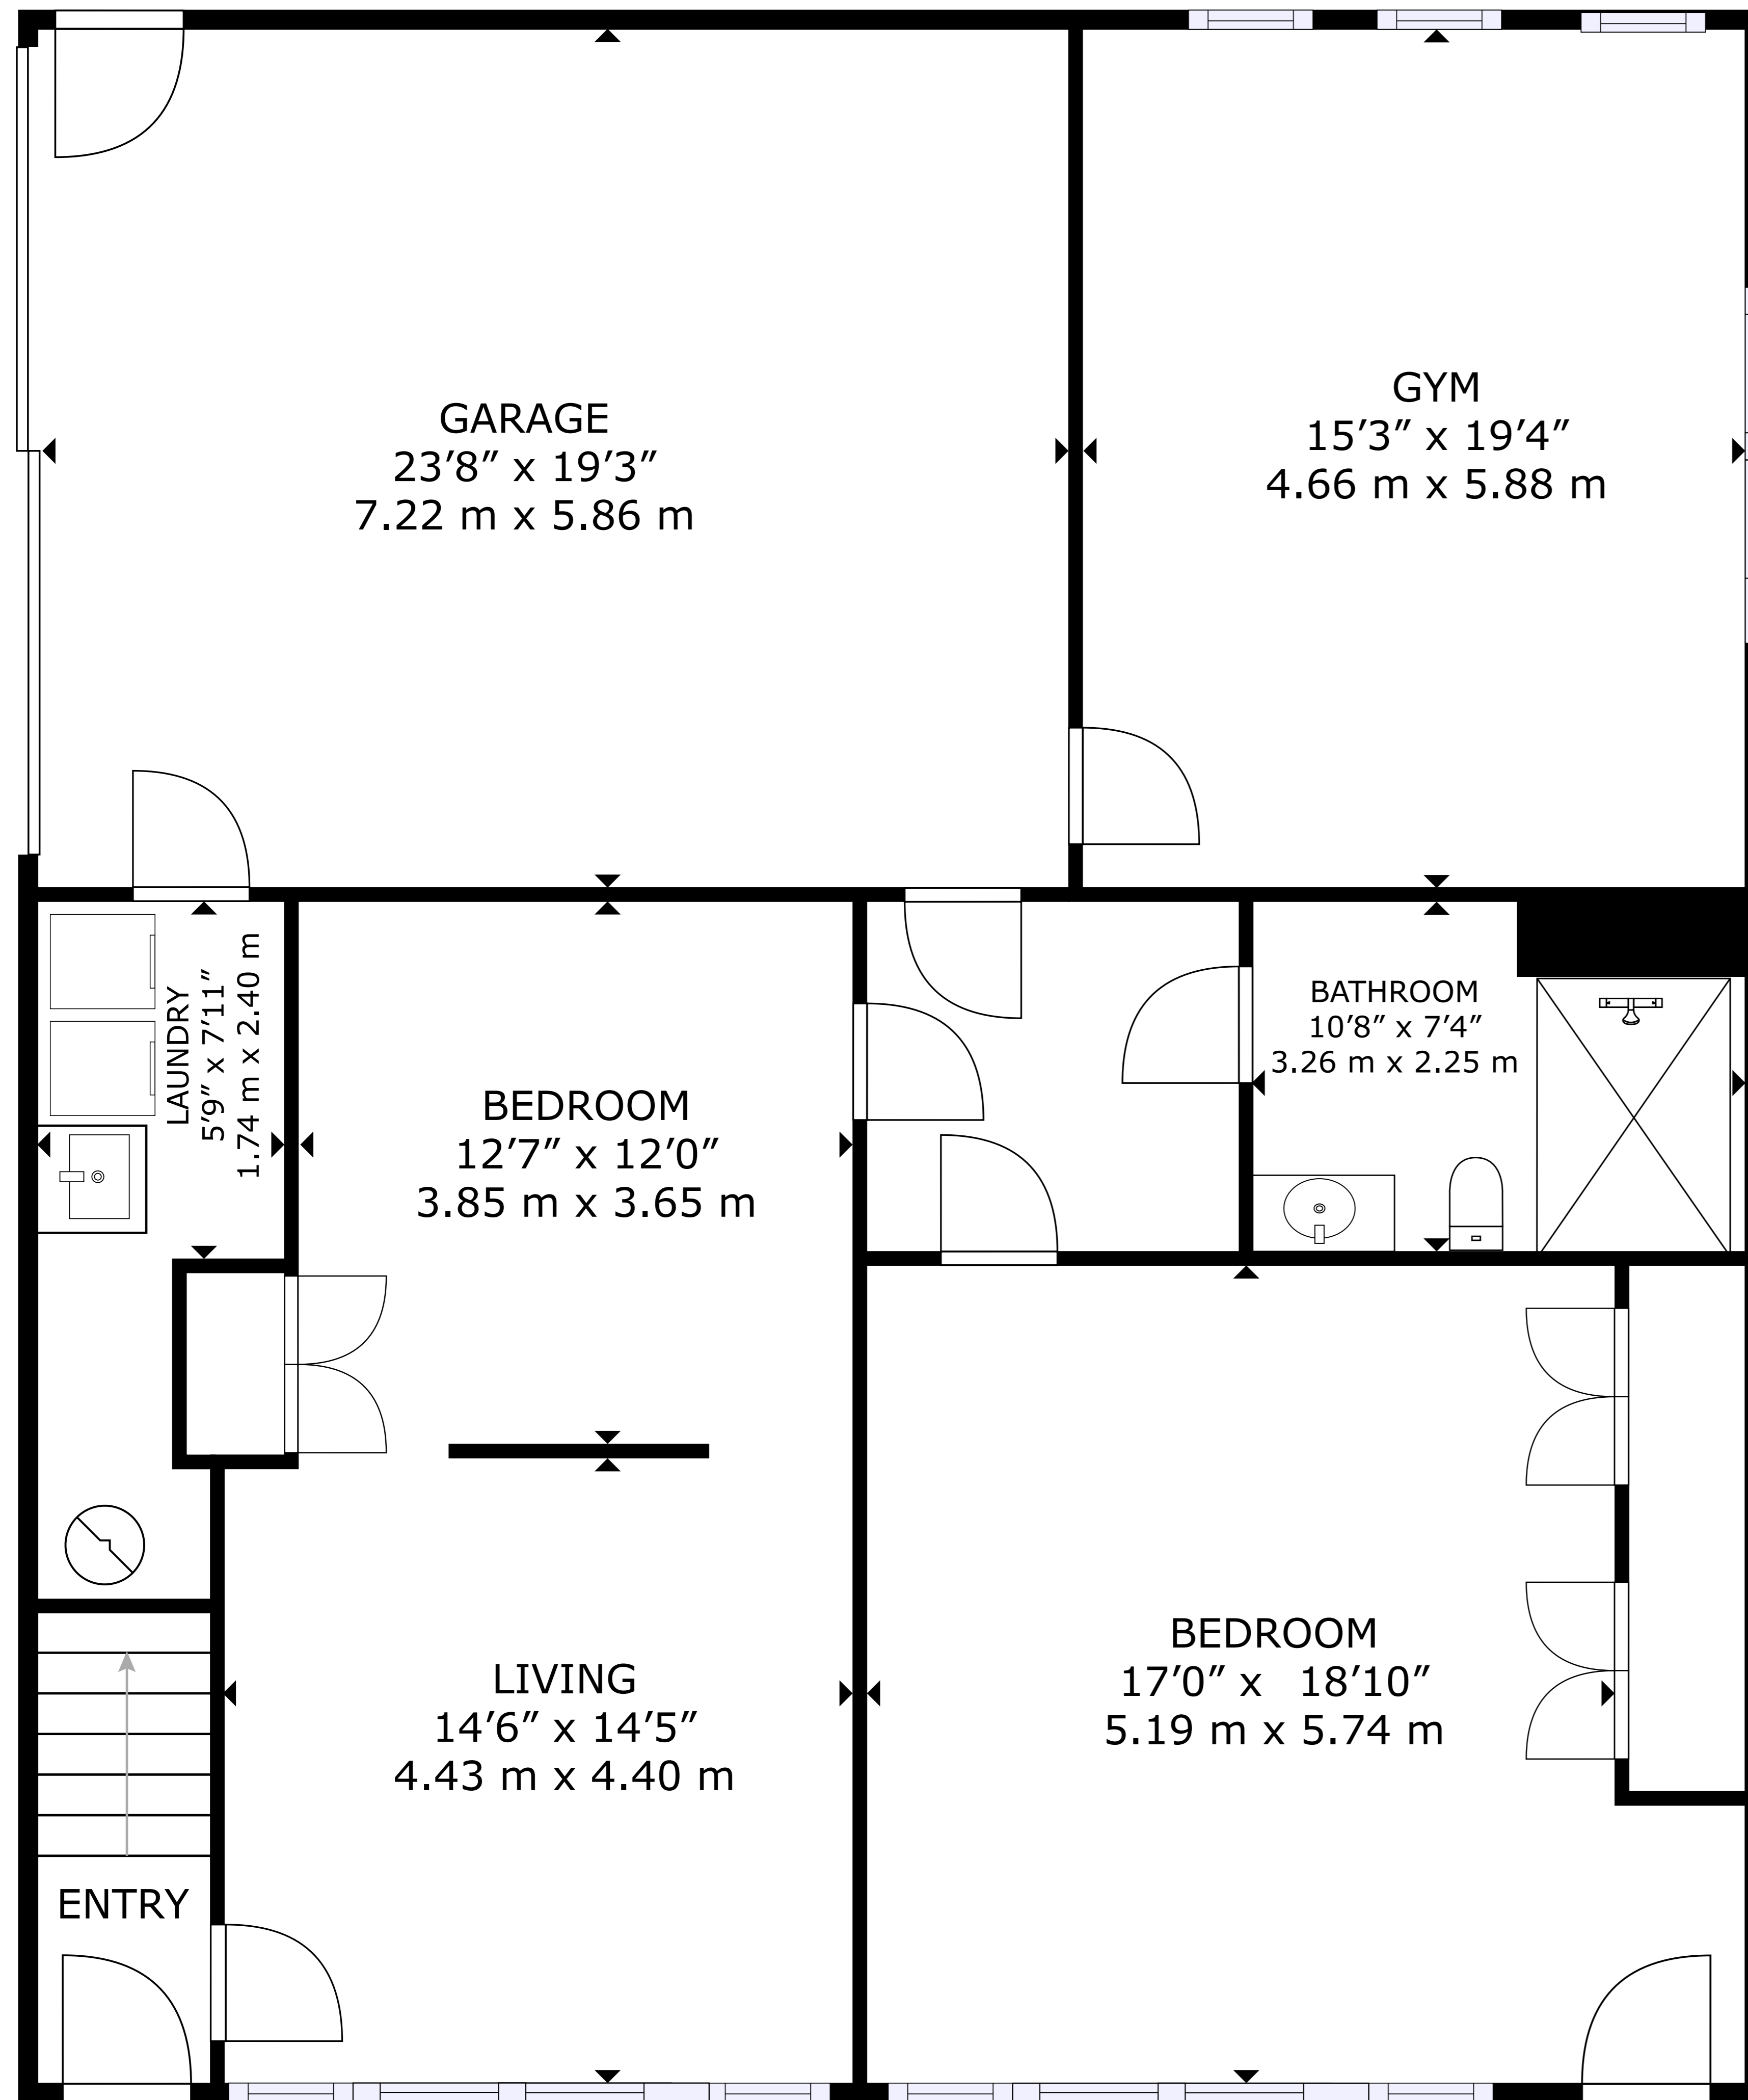 GARAGE
23′8″ x 19′3″
7.22 m x 5.86 m
GYM
15′3″ x 19′4″
4.66 m x 5.88 m
LAUNDRY
5′9″ x 7′11″
1.74 m x 2.40 m
BEDROOM
12′7″ x 12′0″
3.85 m x 3.65 m
BATHROOM
10′8″ x 7′4″
3.26 m x 2.25 m
LIVING
14′6″ x 14′5″
4.43 m x 4.40 m
BEDROOM
17′0″ x 18′10″
5.19 m x 5.74 m
ENTRY